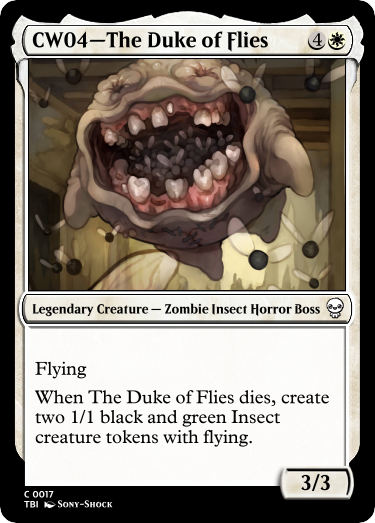 CW04—The Duke of Flies 4
Legendary Creature — Zombie Insect Horror Boss
Flying
When The Duke of Flies dies, create
two 1/1 black and green Insect
creature tokens with flying.
3/3
C 0017
TBI Sony-Shock